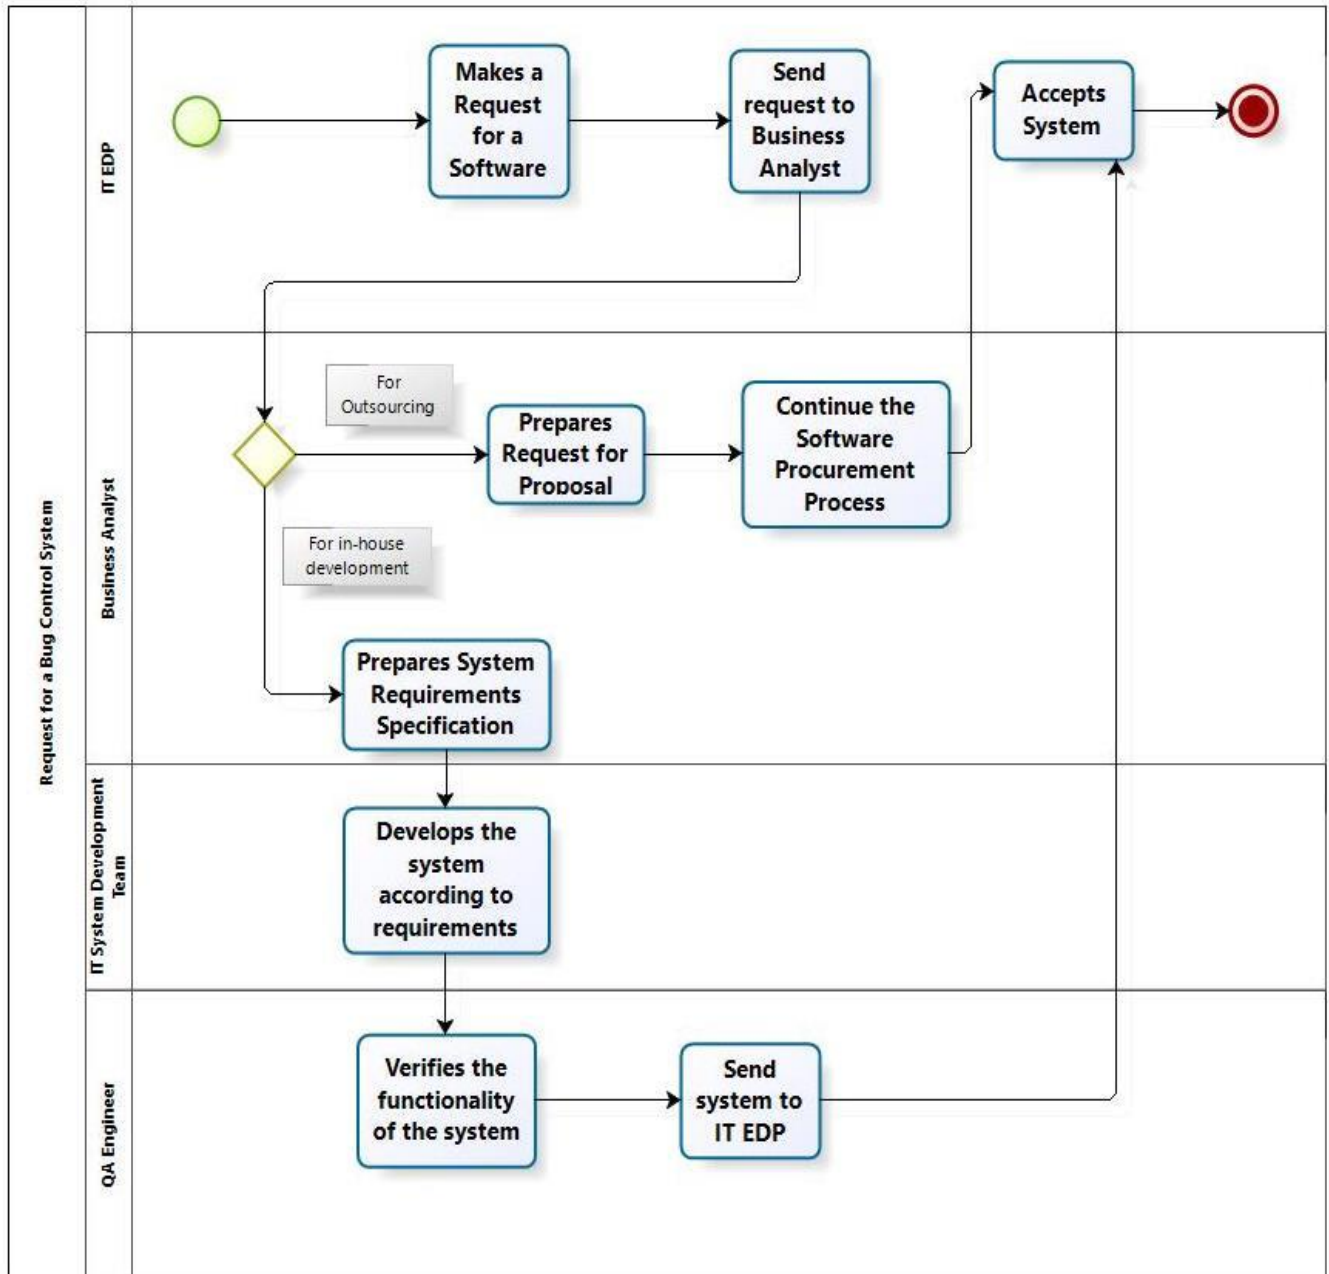 Request for a Bug Control System
IT EDP
Makes a
Request
for a
Software
Send
request to
Business
Analyst
Accepts
System
Business Analyst
For
Outsourcing
Prepares
Request for
Proposal
Continue the
Software
Procurement
Process
For in-house
development
Prepares System
Requirements
Specification
IT System Development
Team
Develops the
system
according to
requirements
QA Engineer
Verifies the
functionality
of the system
Send
system to
IT EDP